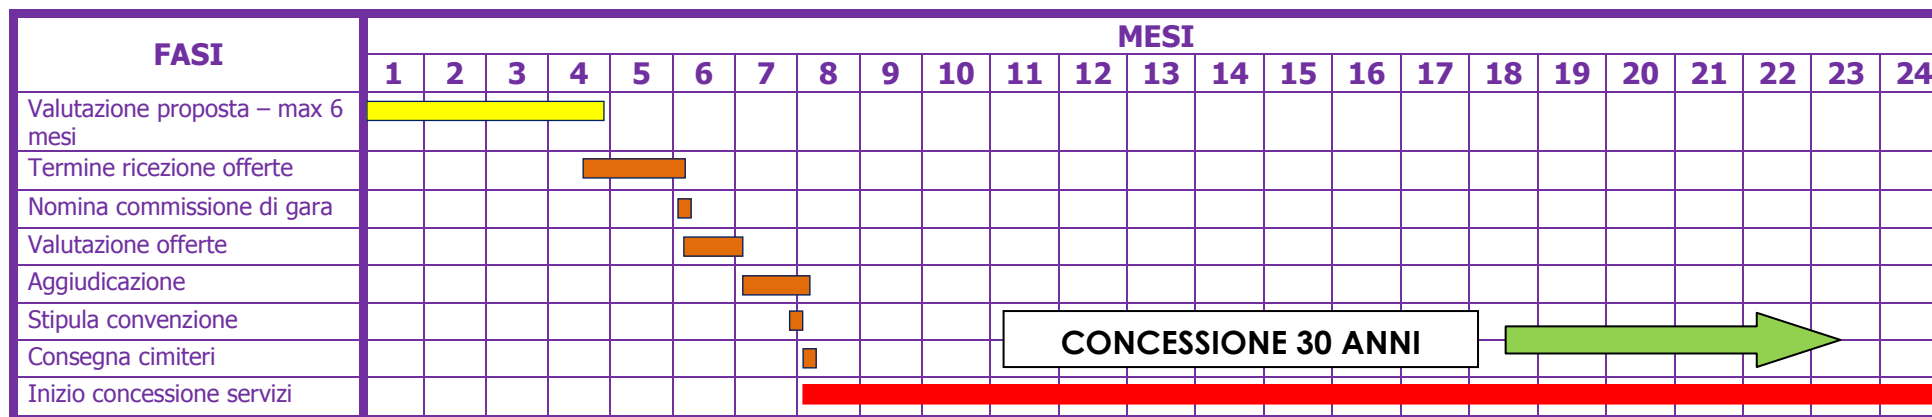 FASI
MESI
1 2 3 4 5 6 7 8 9 10 11 12 13 14 15 16 17 18 19 20 21 22 23 24
Valutazione proposta – max 6
mesi
Termine ricezione offerte
Nomina commissione di gara
Valutazione offerte
Aggiudicazione
Stipula convenzione
CONCESSIONE 30 ANNI
Consegna cimiteri
Inizio concessione servizi